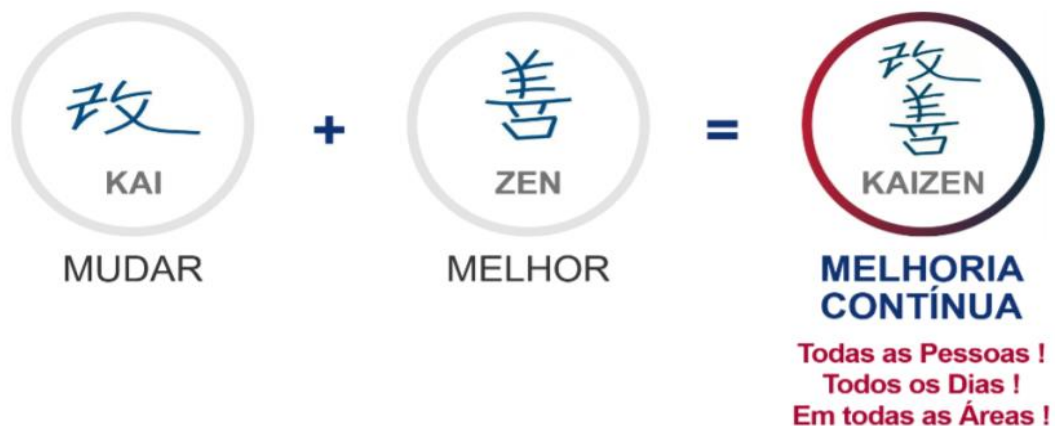 改
KAI
MUDAR
+
善
ZEN
MELHOR
=
改
善
KAIZEN
MELHORIA
CONTÍNUA
Todas as Pessoas !
Todos os Dias !
Em todas as Áreas !